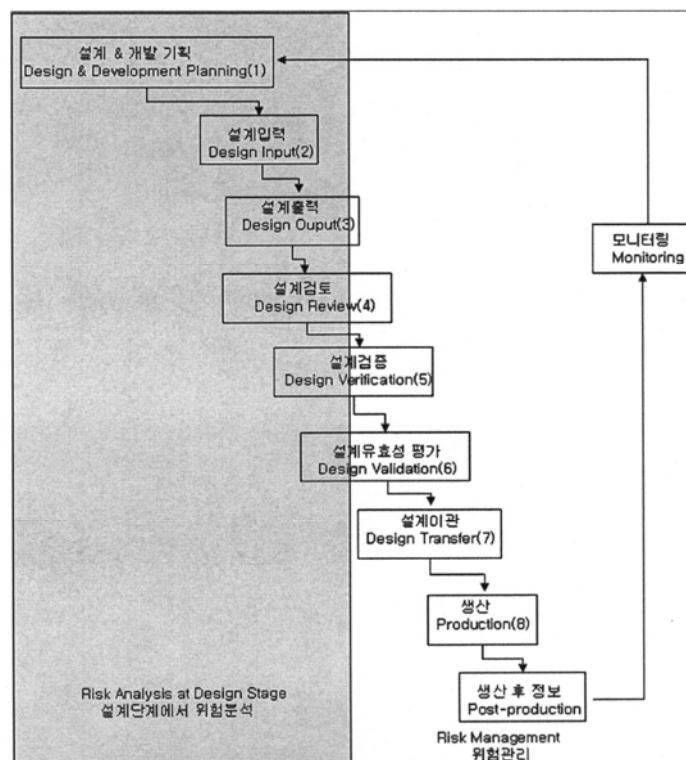 설계 & 개발 기획
Design & Development Planning(1)
설계입력
Design Input(2)
설계출력
Design Ouput(3)
설계검토
Design Review(4)
설계검증
Design Verification(5)
설계유효성 평가
Design Validation(6)
설계이관
Design Transfer(7)
생산
Production(8)
생산 후 정보
Post-production
모니터링
Monitoring
Risk Analysis at Design Stage
설계단계에서 위험분석
Risk Management
위험관리